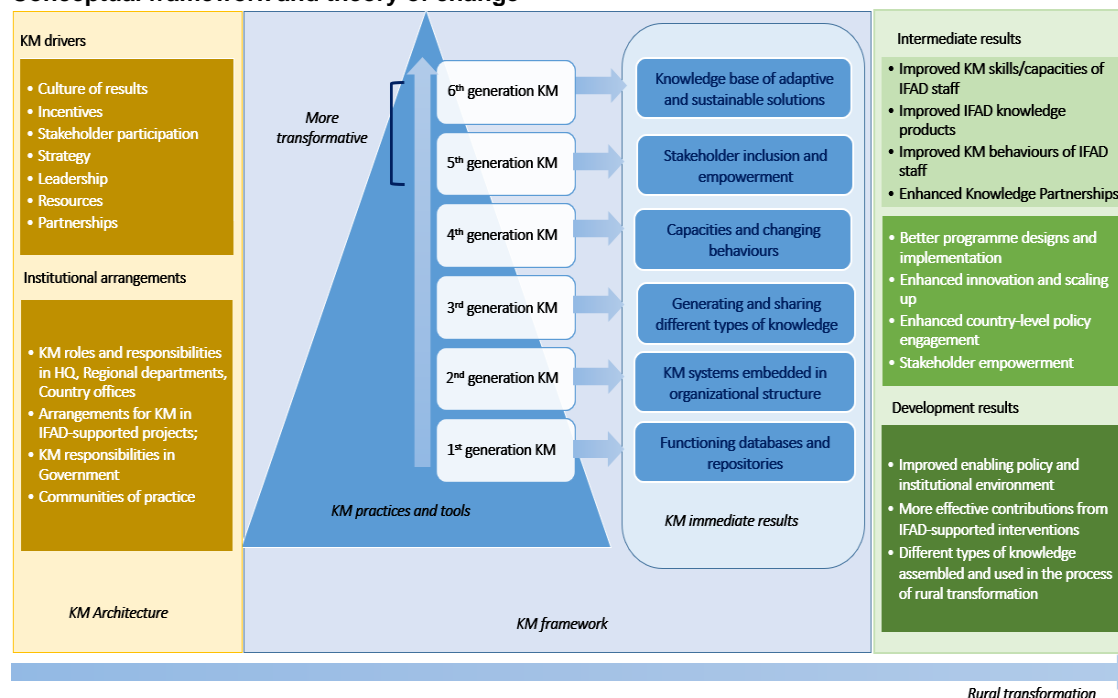 Conceptual framework and theory of change
KM drivers
• Culture of results
• Incentives
• Stakeholder participation
• Strategy
• Leadership
• Resources
• Partnerships
Institutional arrangements
• KM roles and responsibilities
in HQ, Regional departments,
Country offices
• Arrangements for KM in
IFAD-supported projects;
• KM responsibilities in
Government
• Communities of practice
KM Architecture
More
transformative
6th generation KM
5th generation KM
4th generation KM
3rd generation KM
2nd generation KM
1st generation KM
KM practices and tools
Knowledge base of adaptive
and sustainable solutions
Stakeholder inclusion and
empowerment
Capacities and changing
behaviours
Generating and sharing
different types of knowledge
KM systems embedded in
organizational structure
Functioning databases and
repositories
KM immediate results
KM framework
Intermediate results
• Improved KM skills/capacities of
IFAD staff
• Improved IFAD knowledge
products
• Improved KM behaviours of IFAD
staff
• Enhanced Knowledge Partnerships
• Better programme designs and
implementation
• Enhanced innovation and scaling
up
• Enhanced country-level policy
engagement
• Stakeholder empowerment
Development results
• Improved enabling policy and
institutional environment
• More effective contributions from
IFAD-supported interventions
• Different types of knowledge
assembled and used in the process
of rural transformation
Rural transformation